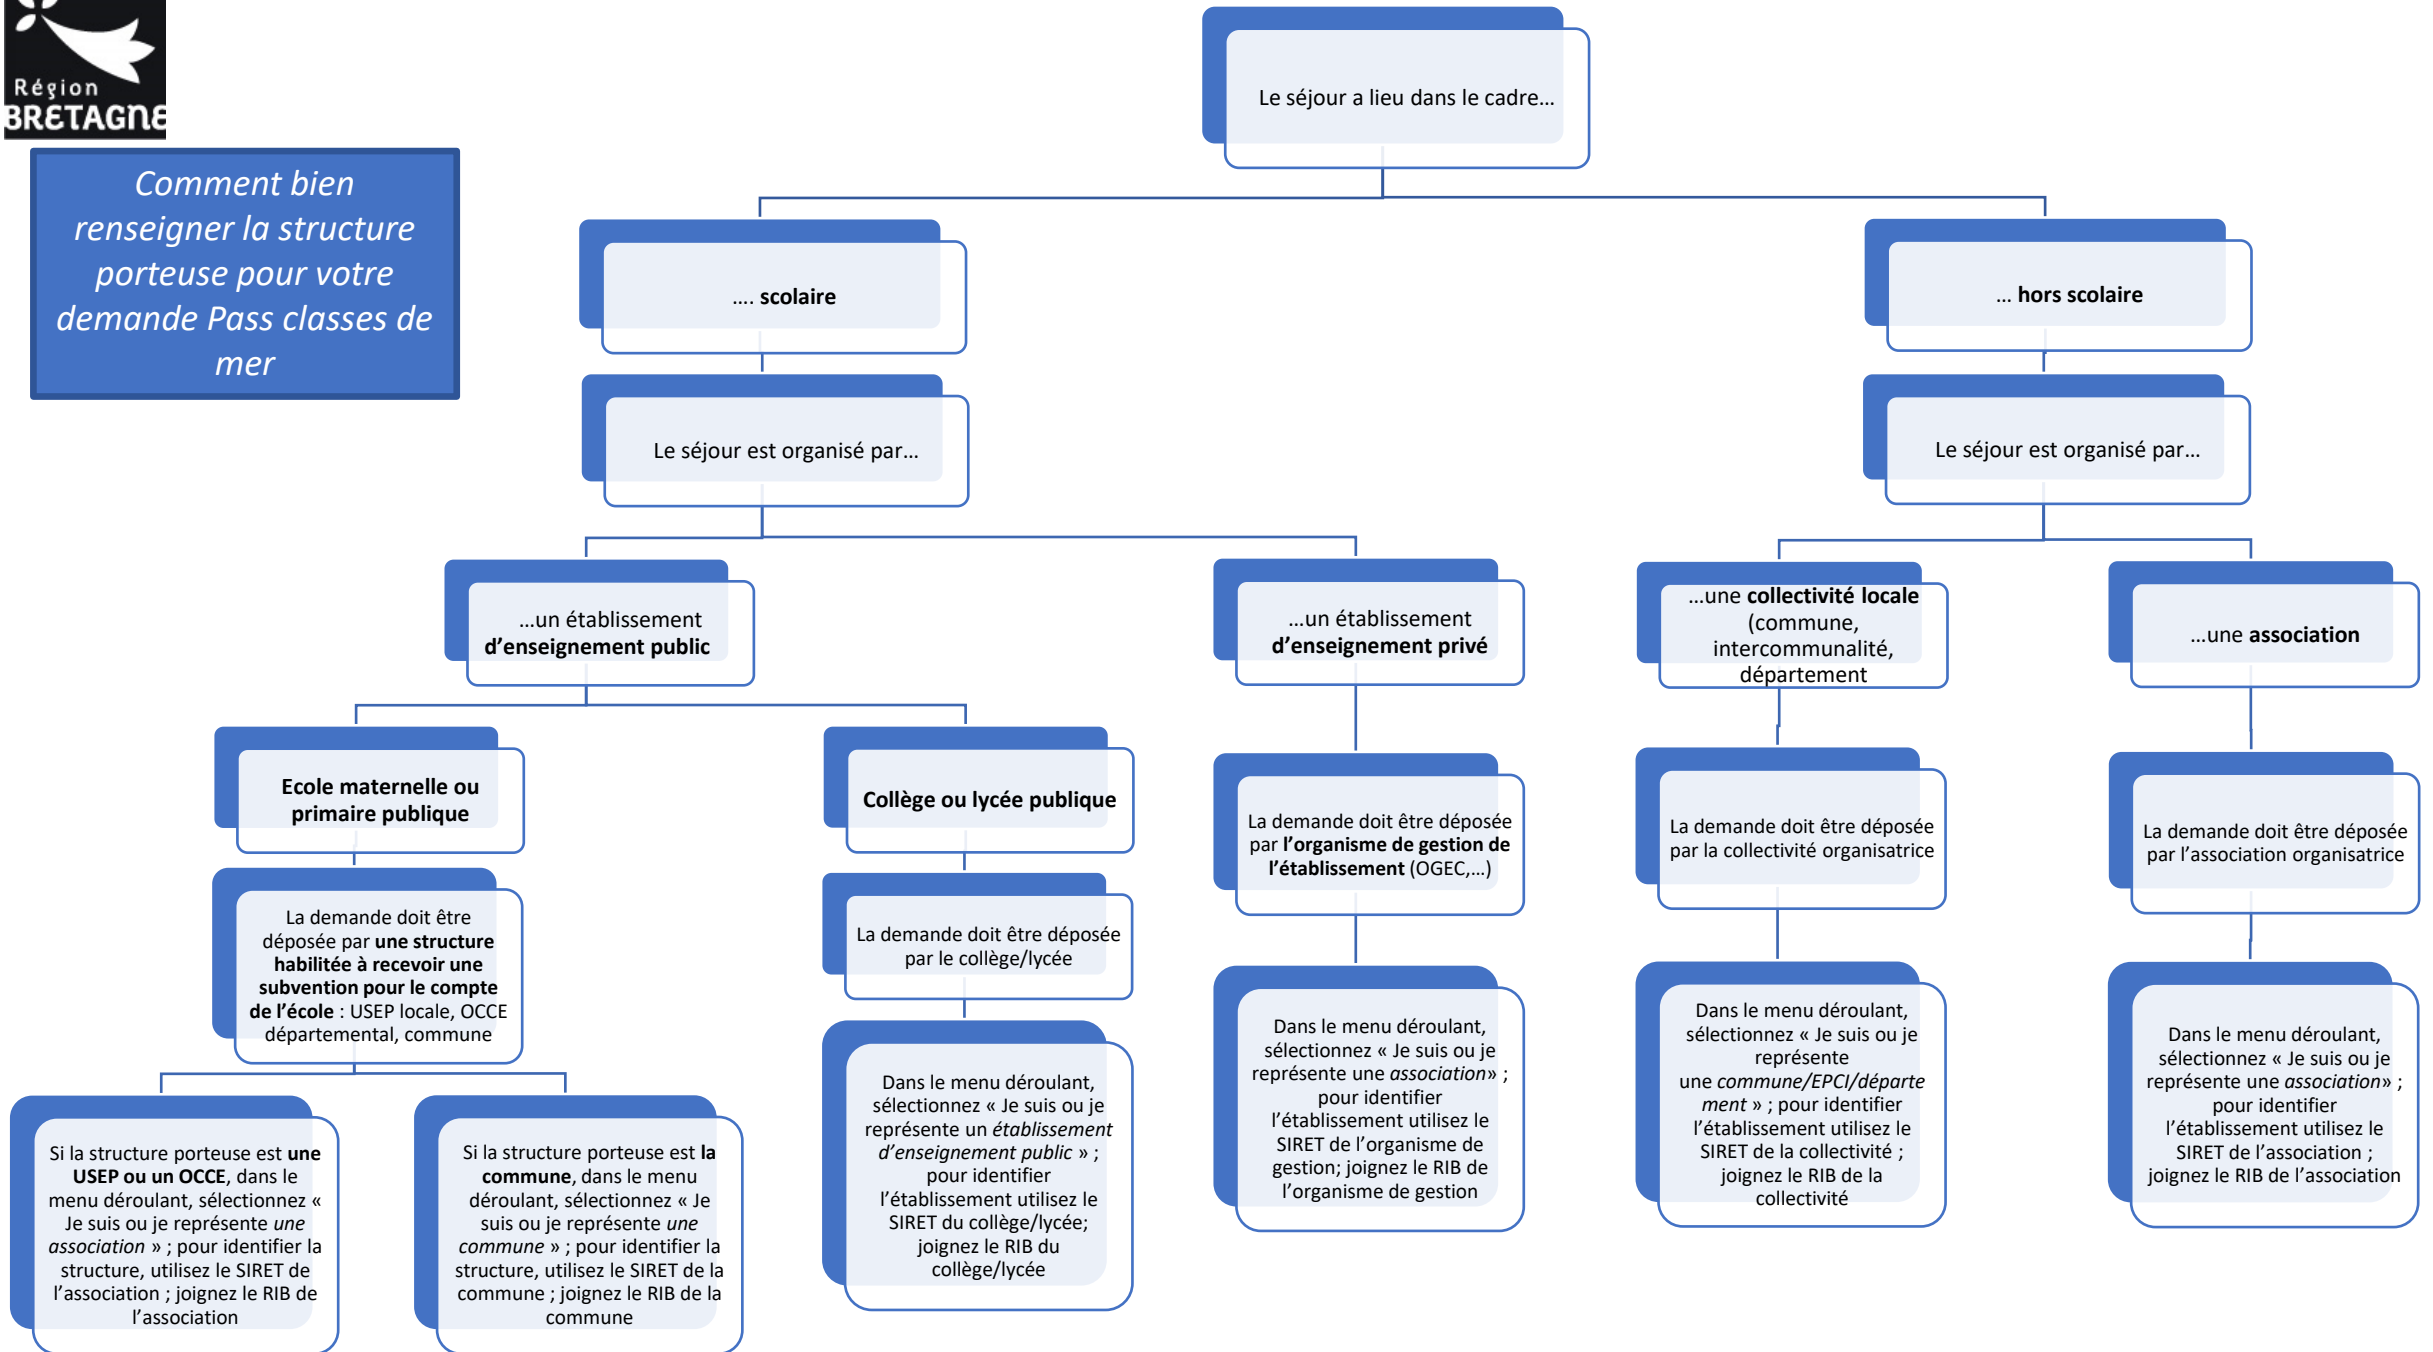 Région
BRETAGNE
Comment bien
renseigner la structure
porteuse pour votre
demande Pass classes de
mer
Le séjour a lieu dans le cadre…
…. scolaire
… hors scolaire
Le séjour est organisé par…
Le séjour est organisé par…
…un établissement
d’enseignement public
…un établissement
d’enseignement privé
…une collectivité locale
(commune,
intercommunalité,
département
…une association
Ecole maternelle ou
primaire publique
Collège ou lycée publique
La demande doit être déposée
par l’organisme de gestion de
l’établissement (OGEC,…)
La demande doit être déposée
par la collectivité organisatrice
La demande doit être déposée
par l’association organisatrice
La demande doit être
déposée par une structure
habilitée à recevoir une
subvention pour le compte
de l’école : USEP locale, OCCE
départemental, commune
La demande doit être déposée
par le collège/lycée
Si la structure porteuse est une
USEP ou un OCCE, dans le
menu déroulant, sélectionnez «
Je suis ou je représente une
association » ; pour identifier la
structure, utilisez le SIRET de
l’association ; joignez le RIB de
l’association
Si la structure porteuse est la
commune, dans le menu
déroulant, sélectionnez « Je
suis ou je représente une
commune » ; pour identifier la
structure, utilisez le SIRET de la
commune ; joignez le RIB de la
commune
Dans le menu déroulant,
sélectionnez « Je suis ou je
représente un établissement
d’enseignement public » ;
pour identifier
l’établissement utilisez le
SIRET du collège/lycée;
joignez le RIB du
collège/lycée
Dans le menu déroulant,
sélectionnez « Je suis ou je
représente une association» ;
pour identifier
l’établissement utilisez le
SIRET de l’organisme de
gestion; joignez le RIB de
l’organisme de gestion
Dans le menu déroulant,
sélectionnez « Je suis ou je
représente
une commune/EPCI/départe
ment » ; pour identifier
l’établissement utilisez le
SIRET de la collectivité ;
joignez le RIB de la
collectivité
Dans le menu déroulant,
sélectionnez « Je suis ou je
représente une association» ;
pour identifier
l’établissement utilisez le
SIRET de l’association ;
joignez le RIB de l’association